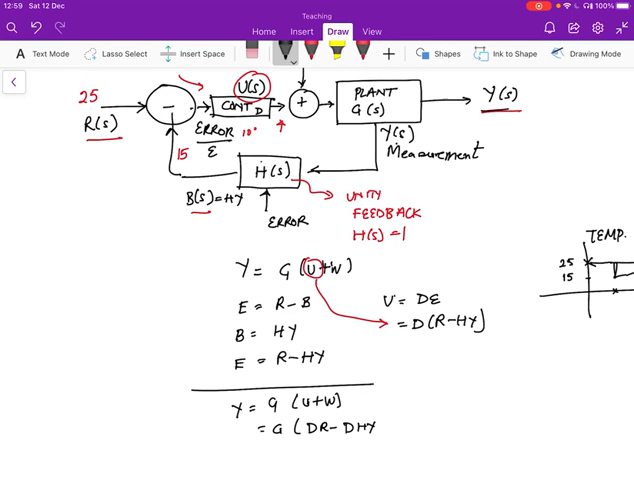 12:59 Sat 12 Dec
100%
Teaching
Home Insert Draw View
Text Mode
Lasso Select
Insert Space
Shapes
Ink to Shape
Drawing Mode
25
R(s)
−
U(s)
CONT D
+
PLANT
G(s)
Y(s)
ERROR 10°
E
15
Y(s)
Measurement
H(s)
B(s)=HY
ERROR
UNITY
FEEDBACK
H(s)=1
TEMP.
25
15
Y = G (U+W)
E = R-B
B = HY
E = R-HY
U = DE
= D(R-HY)
Y = G (U+W)
= G (DR-DHY